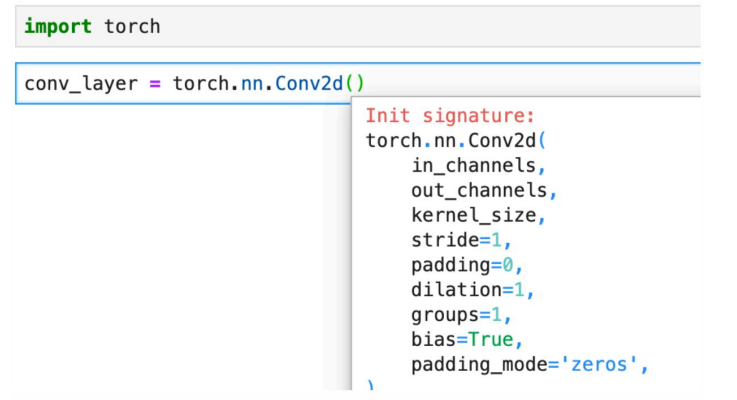 import torch
conv_layer = torch.nn.Conv2d()
Init signature:
torch.nn.Conv2d(
    in_channels,
    out_channels,
    kernel_size,
    stride=1,
    padding=0,
    dilation=1,
    groups=1,
    bias=True,
    padding_mode='zeros',
)